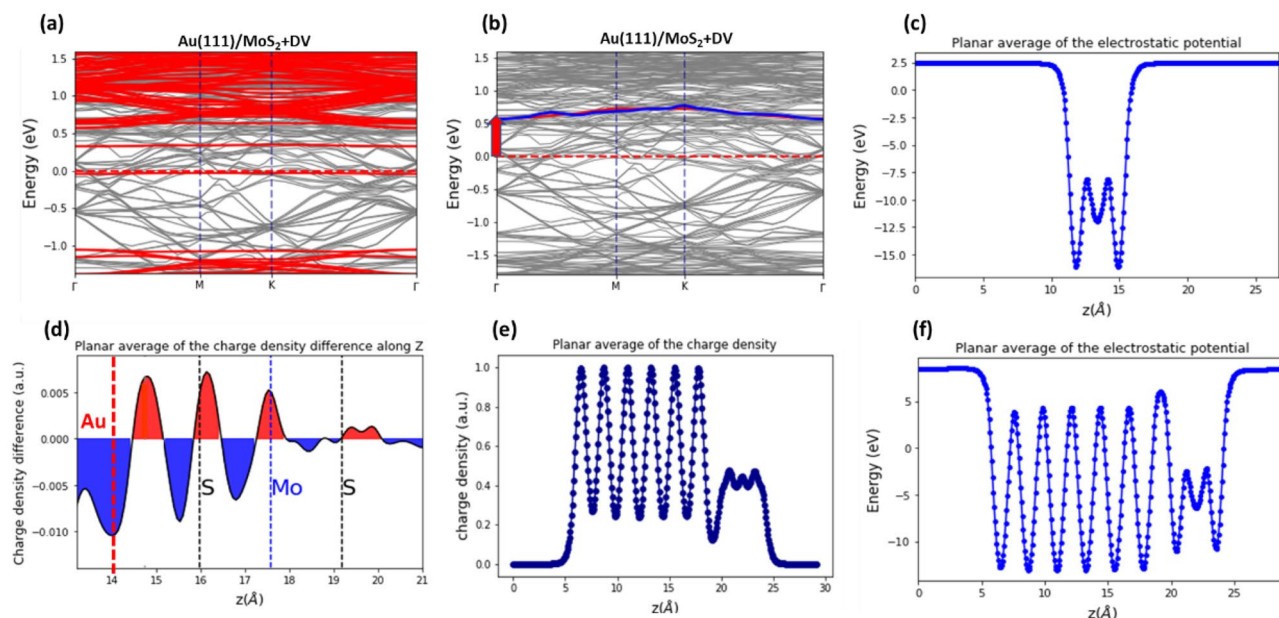 (a)
Au(111)/MoS₂+DV
Energy (eV)
1.5
1.0
0.5
0.0
−0.5
−1.0
Γ M K Γ
(b)
Au(111)/MoS₂+DV
Energy (eV)
1.5
1.0
0.5
0.0
−0.5
−1.0
−1.5
Γ M K Γ
(c)
Planar average of the electrostatic potential
Energy (eV)
2.5
0.0
−2.5
−5.0
−7.5
−10.0
−12.5
−15.0
0 5 10 15 20 25
z(Å)
(d)
Planar average of the charge density difference along Z
Charge density difference (a.u.)
0.005
0.000
−0.005
−0.010
Au
S
Mo
S
14 15 16 17 18 19 20 21
z(Å)
(e)
Planar average of the charge density
charge density (a.u.)
1.0
0.8
0.6
0.4
0.2
0.0
0 5 10 15 20 25 30
z(Å)
(f)
Planar average of the electrostatic potential
Energy (eV)
5
0
−5
−10
0 5 10 15 20 25
z(Å)